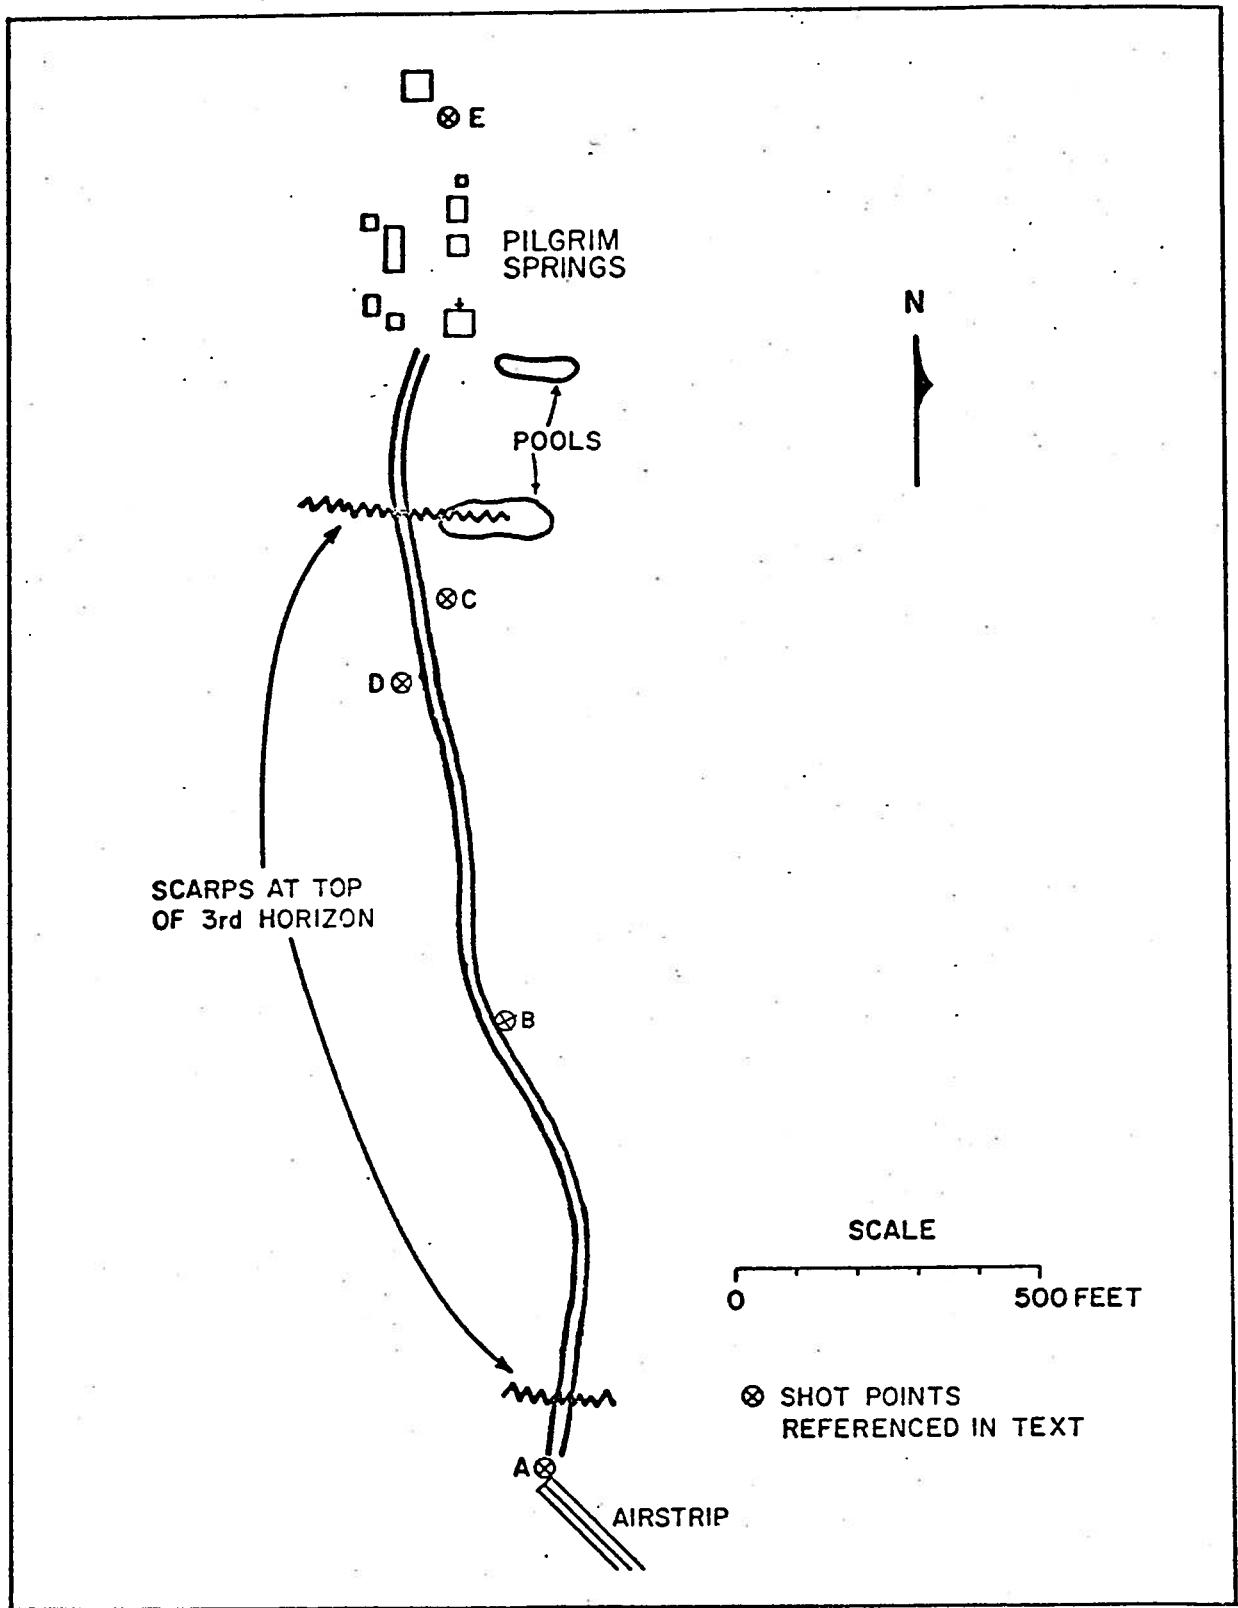 E
PILGRIM
SPRINGS
N
POOLS
C
D
SCARPS AT TOP
OF 3rd HORIZON
B
SCALE
0
500 FEET
SHOT POINTS
REFERENCED IN TEXT
A
AIRSTRIP